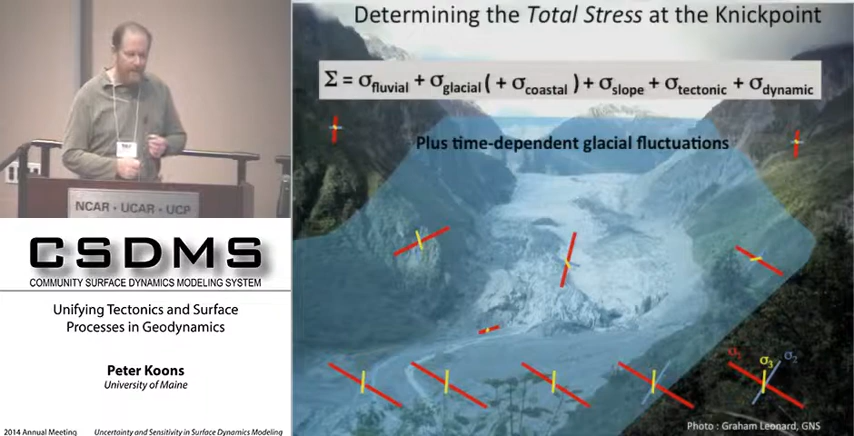 NCAR • UCAR • UCP
CSDMS
COMMUNITY SURFACE DYNAMICS MODELING SYSTEM
Unifying Tectonics and Surface
Processes in Geodynamics
Peter Koons
University of Maine
2014 Annual Meeting
Uncertainty and Sensitivity in Surface Dynamics Modeling
Determining the Total Stress at the Knickpoint
Σ = σfluvial + σglacial ( + σcoastal ) + σslope + σtectonic + σdynamic
Plus time-dependent glacial fluctuations
σ₁
σ₃
σ₂
Photo : Graham Leonard, GNS